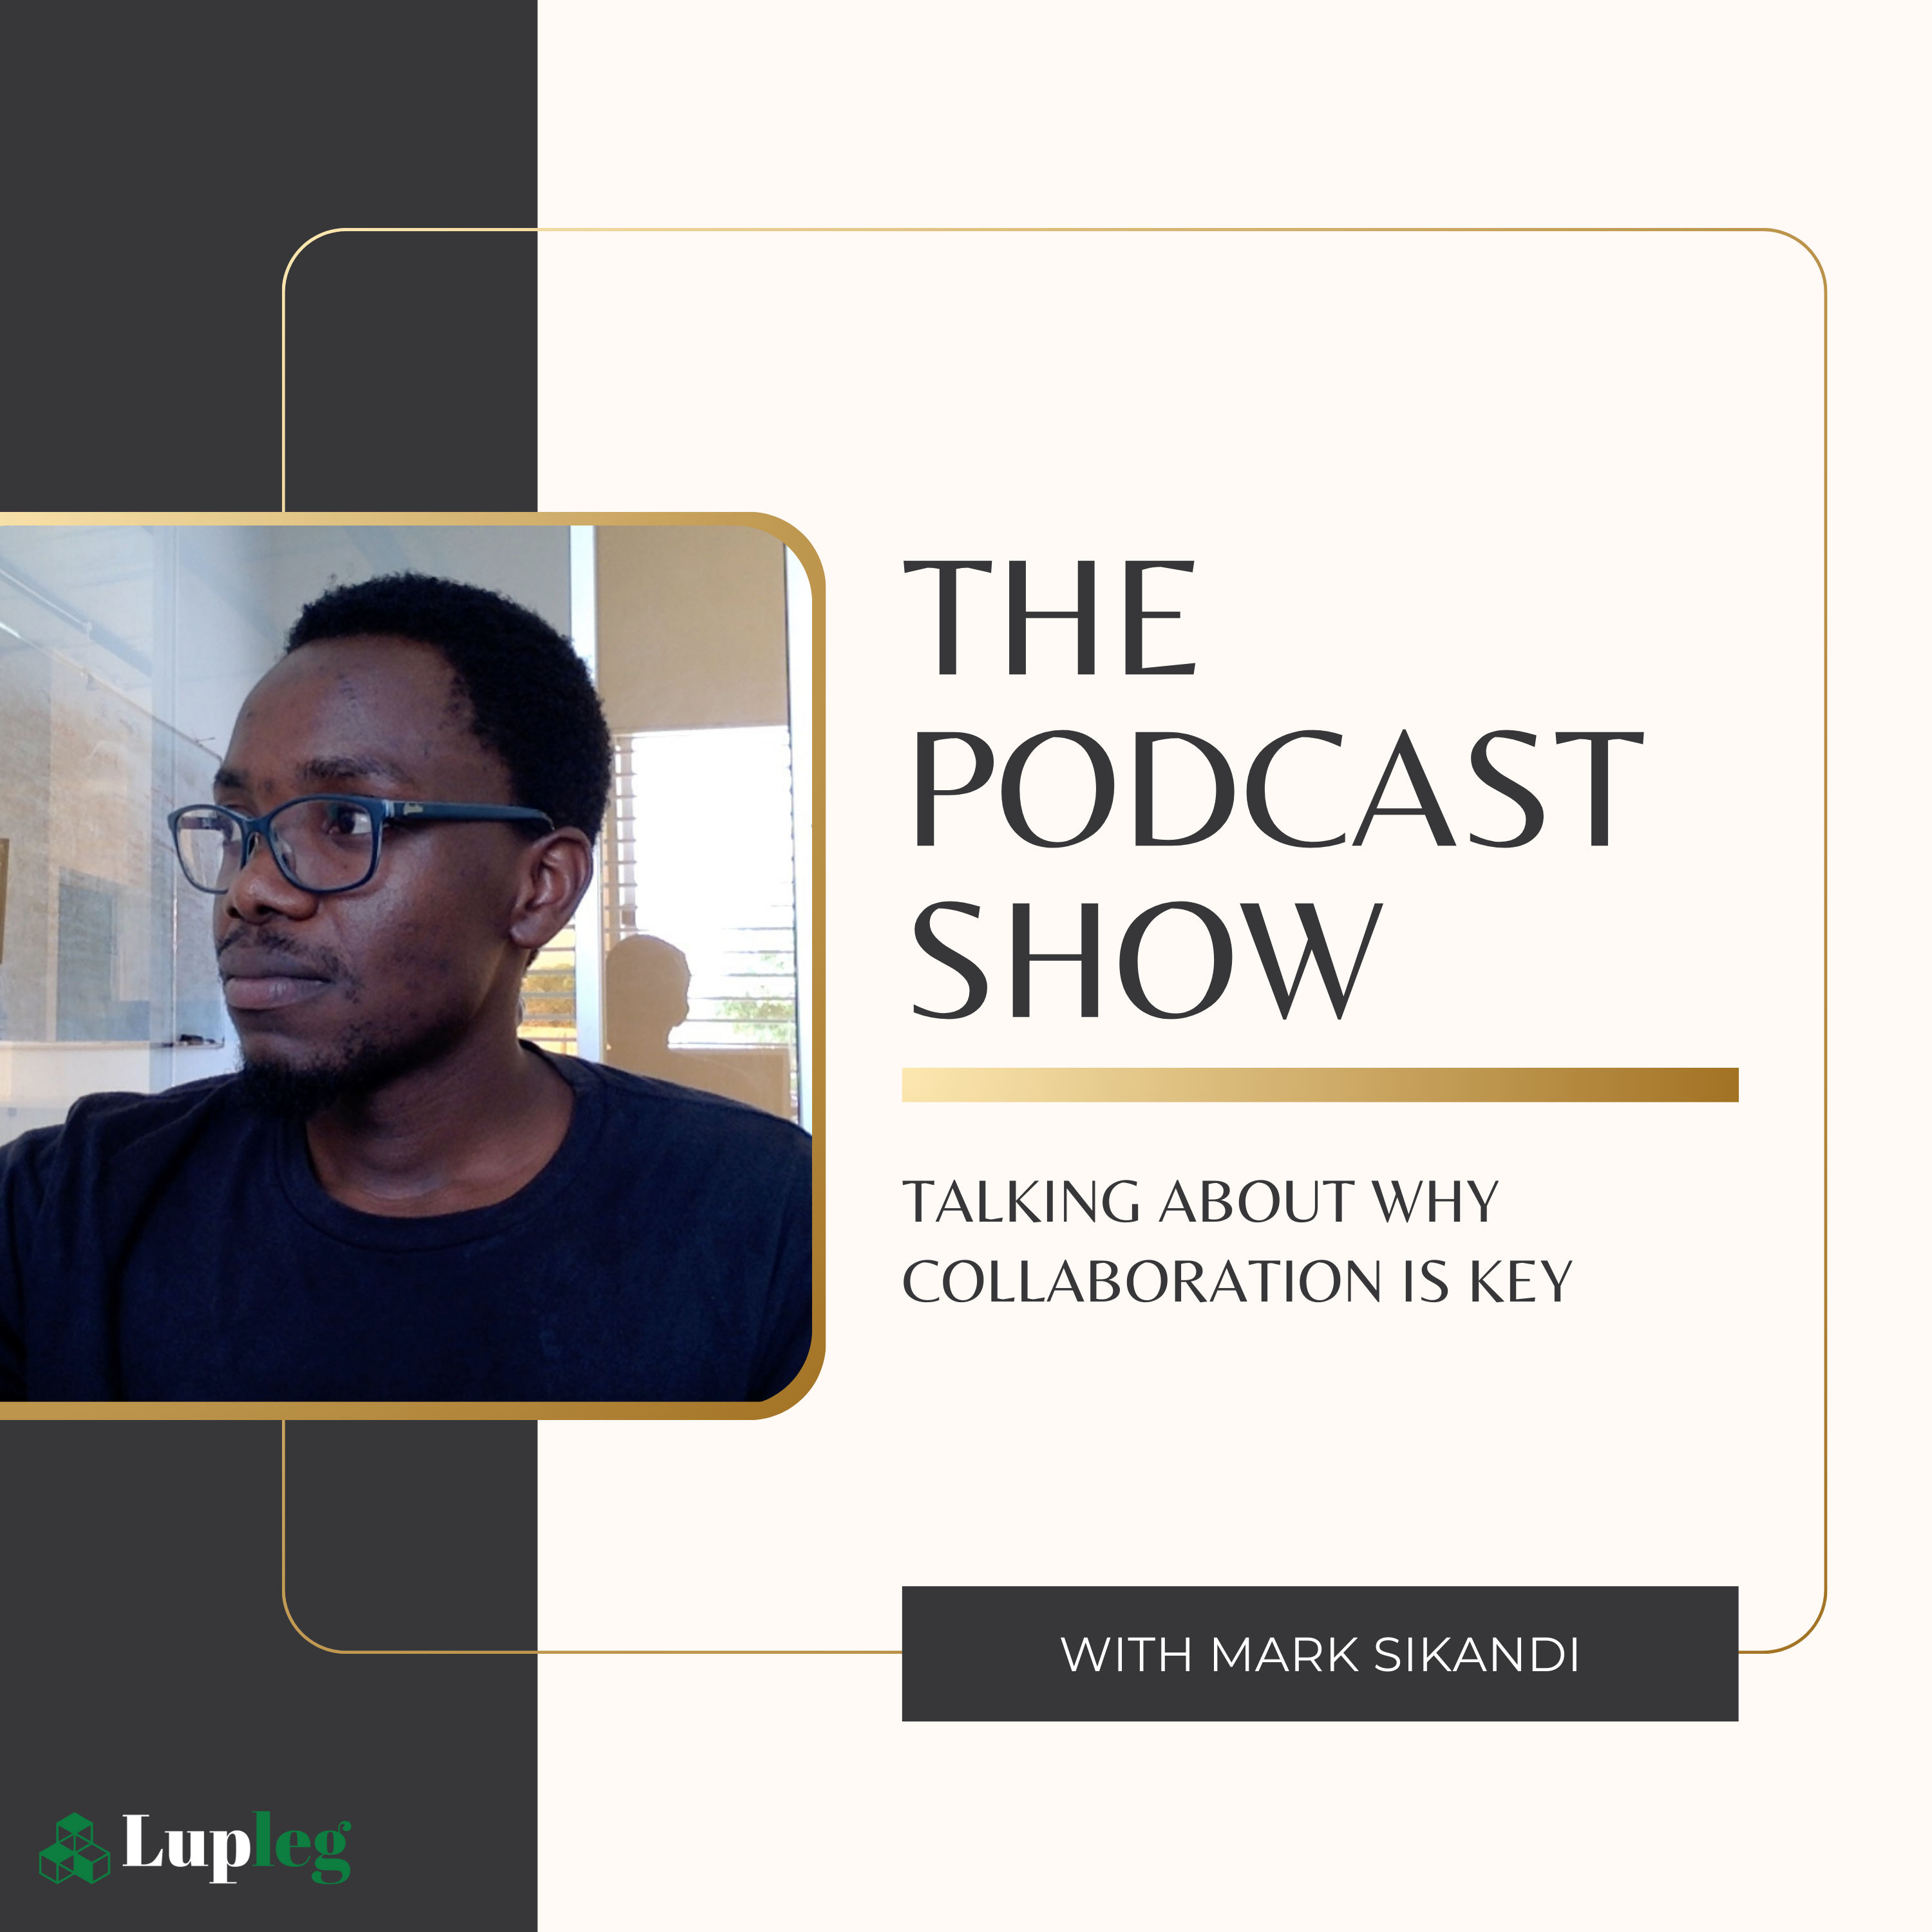 THE
PODCAST
SHOW
TALKING ABOUT WHY
COLLABORATION IS KEY
WITH MARK SIKANDI
Lupleg